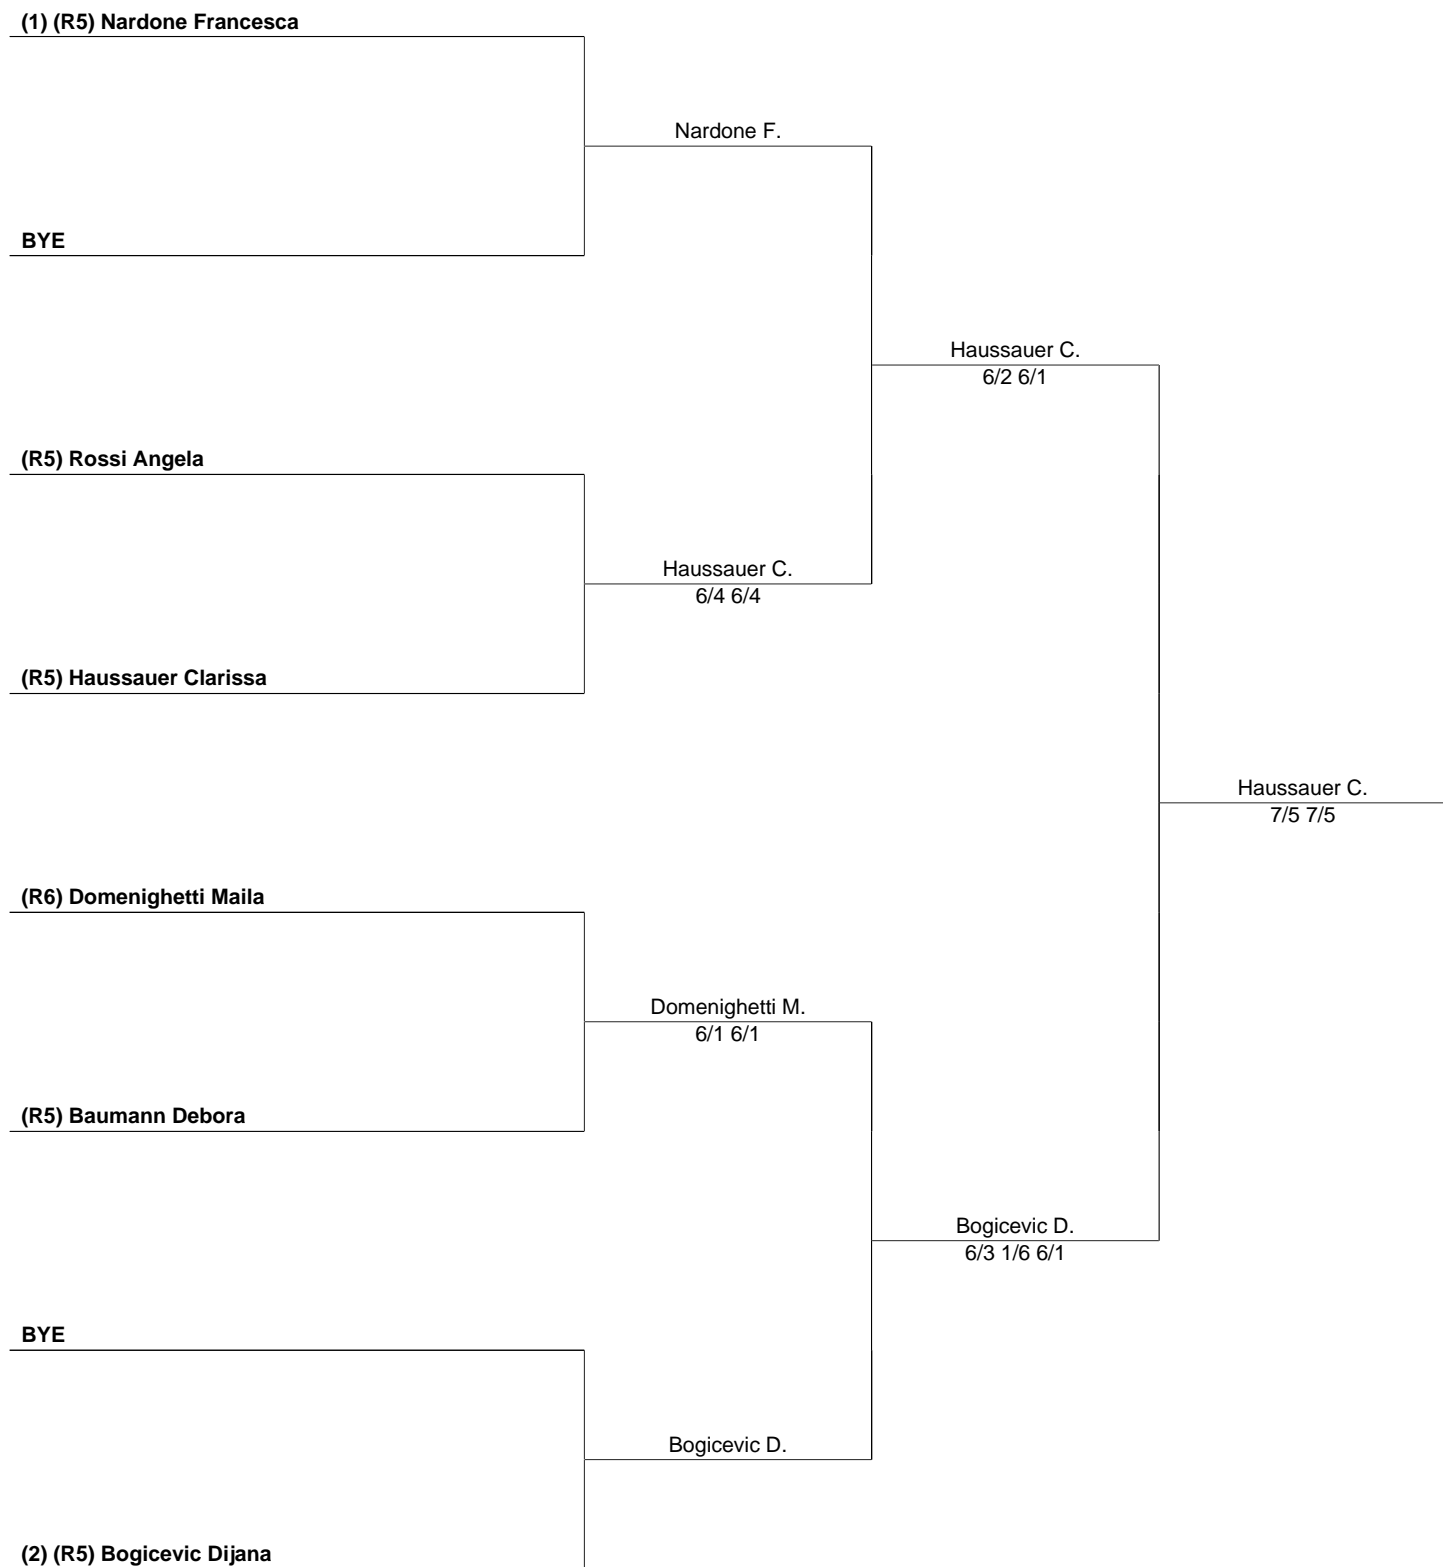 (1) (R5) Nardone Francesca
Nardone F.
BYE
Haussauer C.
6/2 6/1
(R5) Rossi Angela
Haussauer C.
6/4 6/4
(R5) Haussauer Clarissa
Haussauer C.
7/5 7/5
(R6) Domenighetti Maila
Domenighetti M.
6/1 6/1
(R5) Baumann Debora
Bogicevic D.
6/3 1/6 6/1
BYE
Bogicevic D.
(2) (R5) Bogicevic Dijana